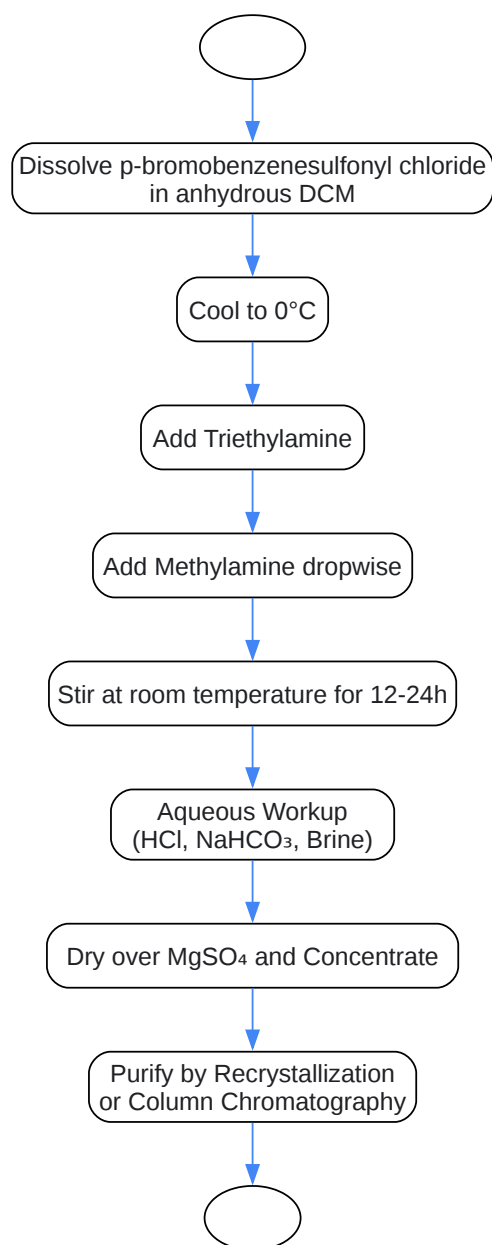 Dissolve p-bromobenzenesulfonyl chloride
in anhydrous DCM
Cool to 0°C
Add Triethylamine
Add Methylamine dropwise
Stir at room temperature for 12-24h
Aqueous Workup
(HCl, NaHCO₃, Brine)
Dry over MgSO₄ and Concentrate
Purify by Recrystallization
or Column Chromatography